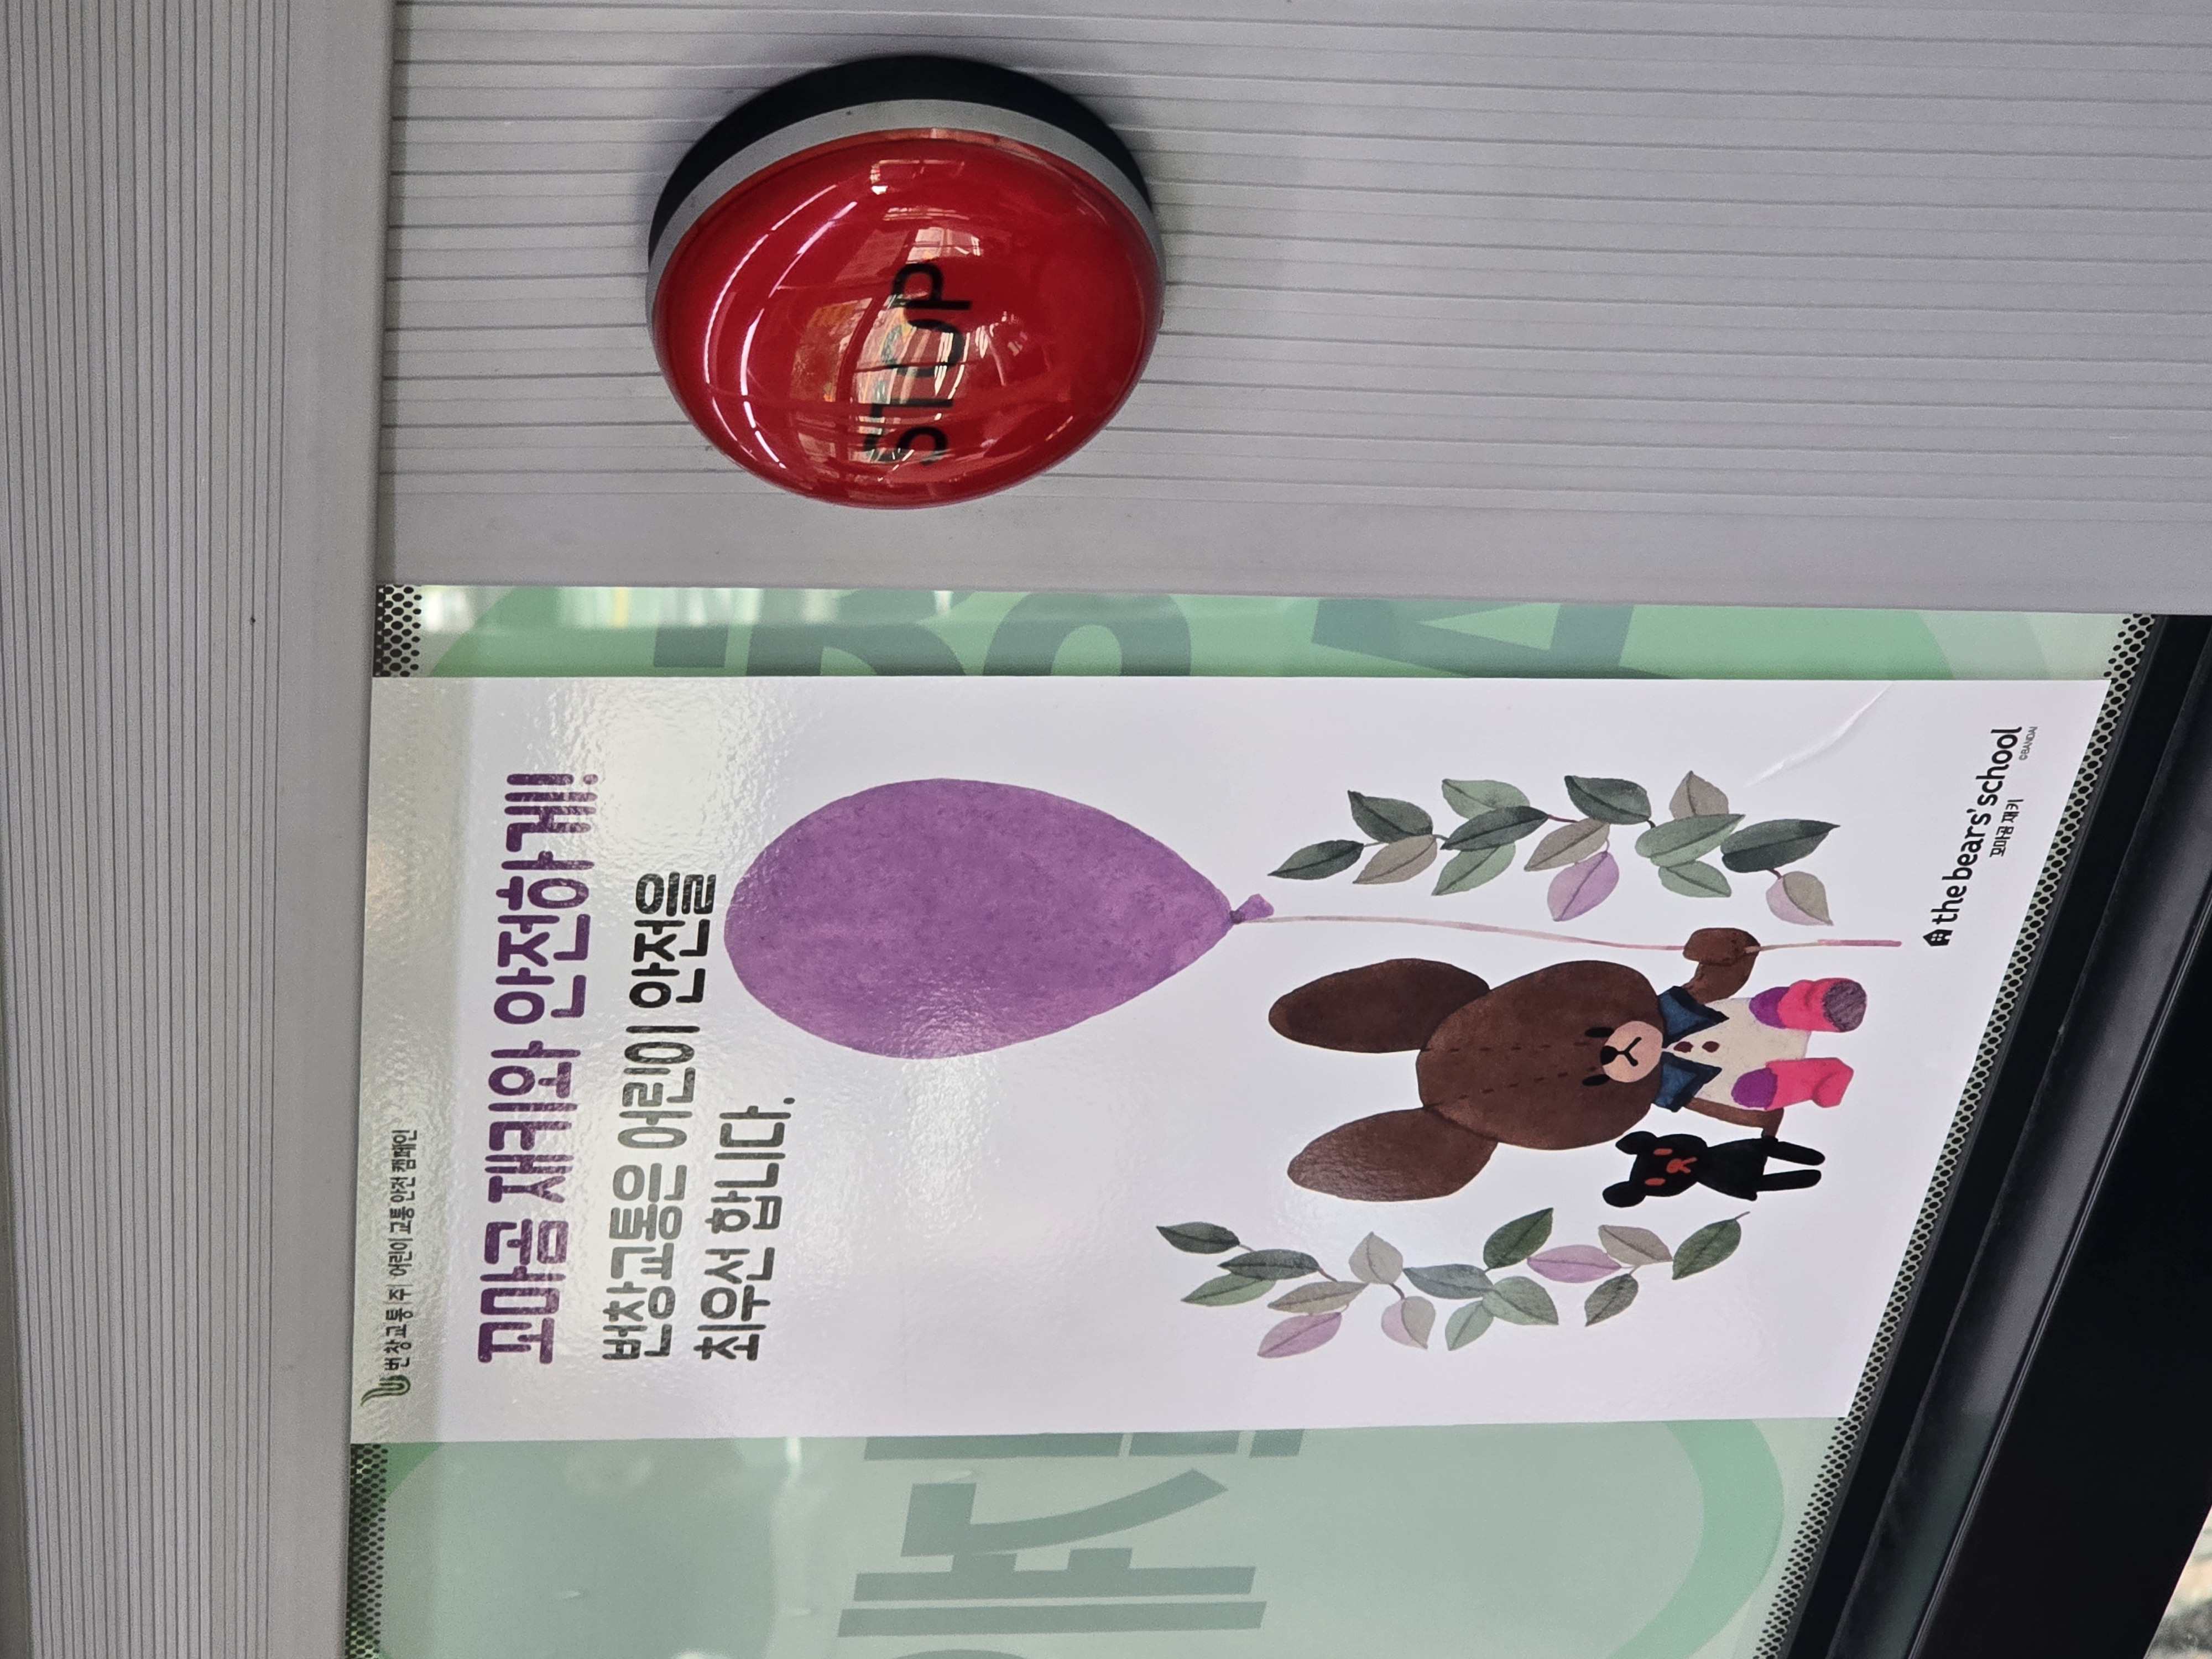 STOP
번창교통(주) 어린이 교통 안전 캠페인
꼬마곰 재키와 안전하게!!
번창교통은 어린이 안전을
최우선 합니다.
the bears' school
꼬마곰 재키
©BANDAI